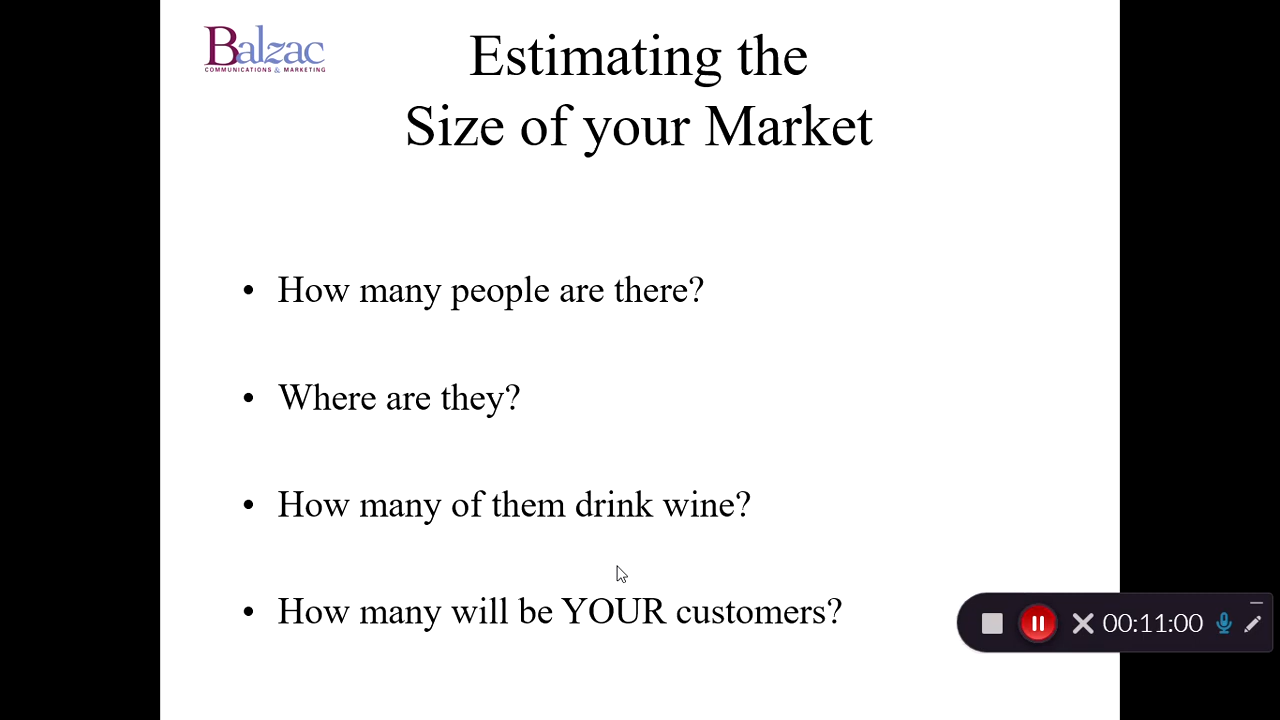 Balzac
COMMUNICATIONS & MARKETING
Estimating the
Size of your Market
• How many people are there?
• Where are they?
• How many of them drink wine?
• How many will be YOUR customers?
00:11:00